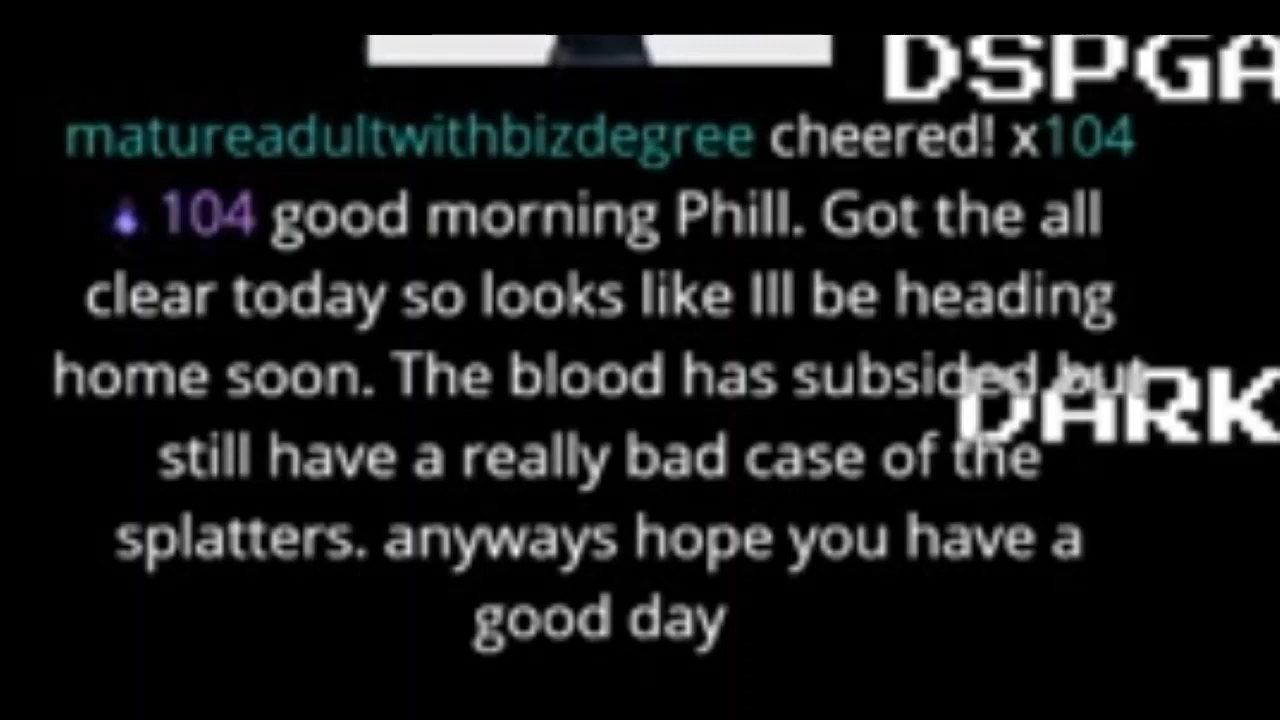 DSPGA
matureadultwithbizdegree cheered! x104
104 good morning Phill. Got the all
clear today so looks like Ill be heading
home soon. The blood has subsided but
DARK
still have a really bad case of the
splatters. anyways hope you have a
good day